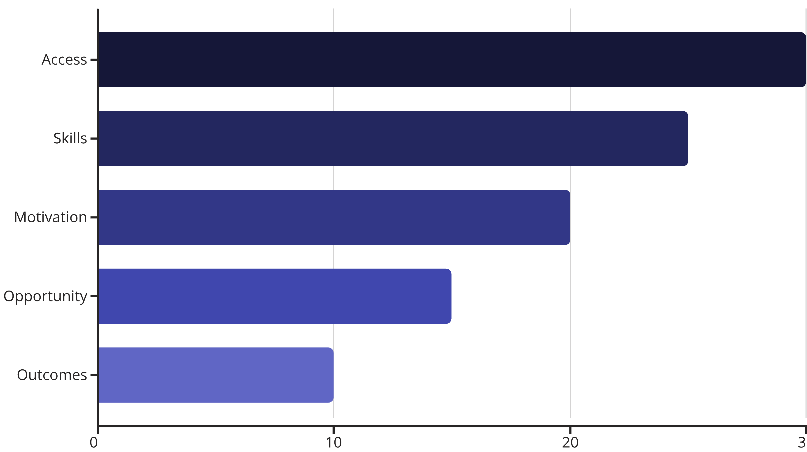 Access
Skills
Motivation
Opportunity
Outcomes
0 10 20 3